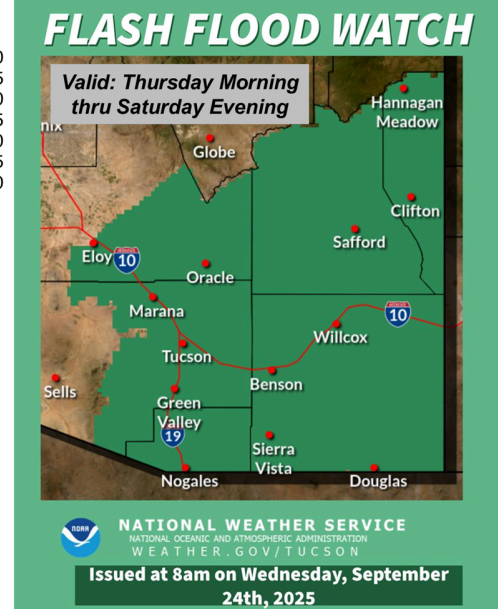 FLASH FLOOD WATCH
Valid: Thursday Morning
thru Saturday Evening
Hannagan
Meadow
Globe
Clifton
Safford
Eloy
10
Oracle
Marana
10
Willcox
Tucson
Benson
Sells
Green
Valley
19
Sierra
Vista
Nogales
Douglas
NOAA
NATIONAL WEATHER SERVICE
NATIONAL OCEANIC AND ATMOSPHERIC ADMINISTRATION
WEATHER.GOV/TUCSON
Issued at 8am on Wednesday, September
24th, 2025